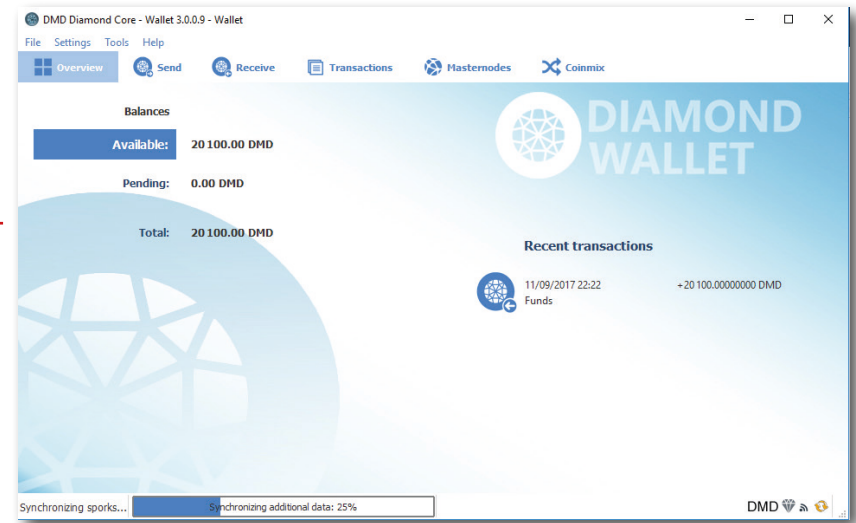 DMD Diamond Core - Wallet 3.0.0.9 - Wallet
File Settings Tools Help
Overview Send Receive Transactions Masternodes Coinmix
Balances
Available: 20 100.00 DMD
Pending: 0.00 DMD
Total: 20 100.00 DMD
DIAMOND
WALLET
Recent transactions
11/09/2017 22:22 +20 100.00000000 DMD
Funds
Synchronizing sporks... Synchronizing additional data: 25% DMD